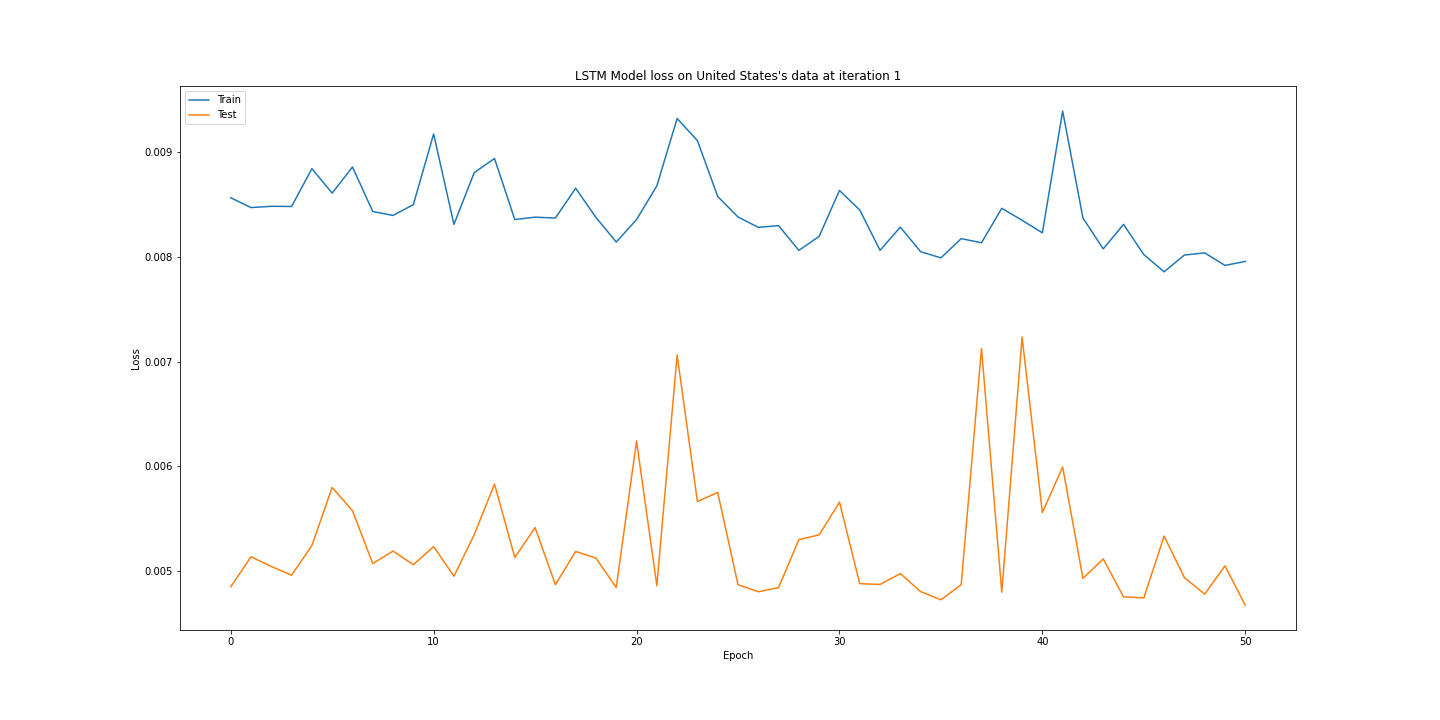 LSTM Model loss on United States's data at iteration 1
Train
Test
0.009
0.008
0.007
0.006
0.005
Loss
0 10 20 30 40 50
Epoch